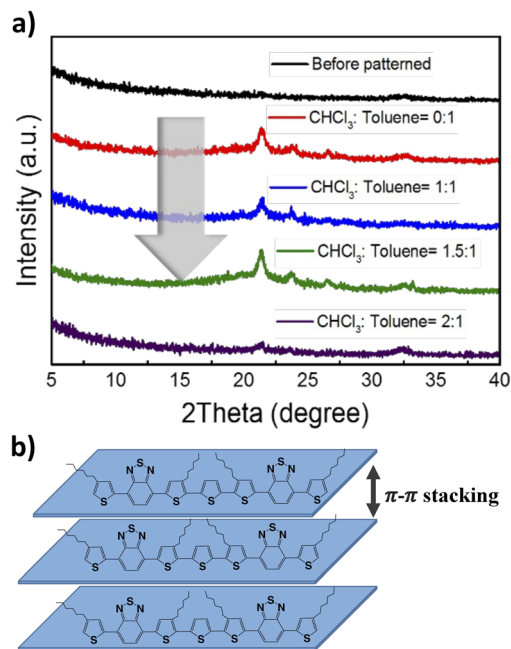 a)
Intensity (a.u.)
Before patterned
CHCl₃: Toluene= 0:1
CHCl₃: Toluene= 1:1
CHCl₃: Toluene= 1.5:1
CHCl₃: Toluene= 2:1
5 10 15 20 25 30 35 40
2Theta (degree)
b)
S
N N
S
N N
S S S S S
π-π stacking
S
N N
S
N N
S S S S S
S
N N
S
N N
S S S S S